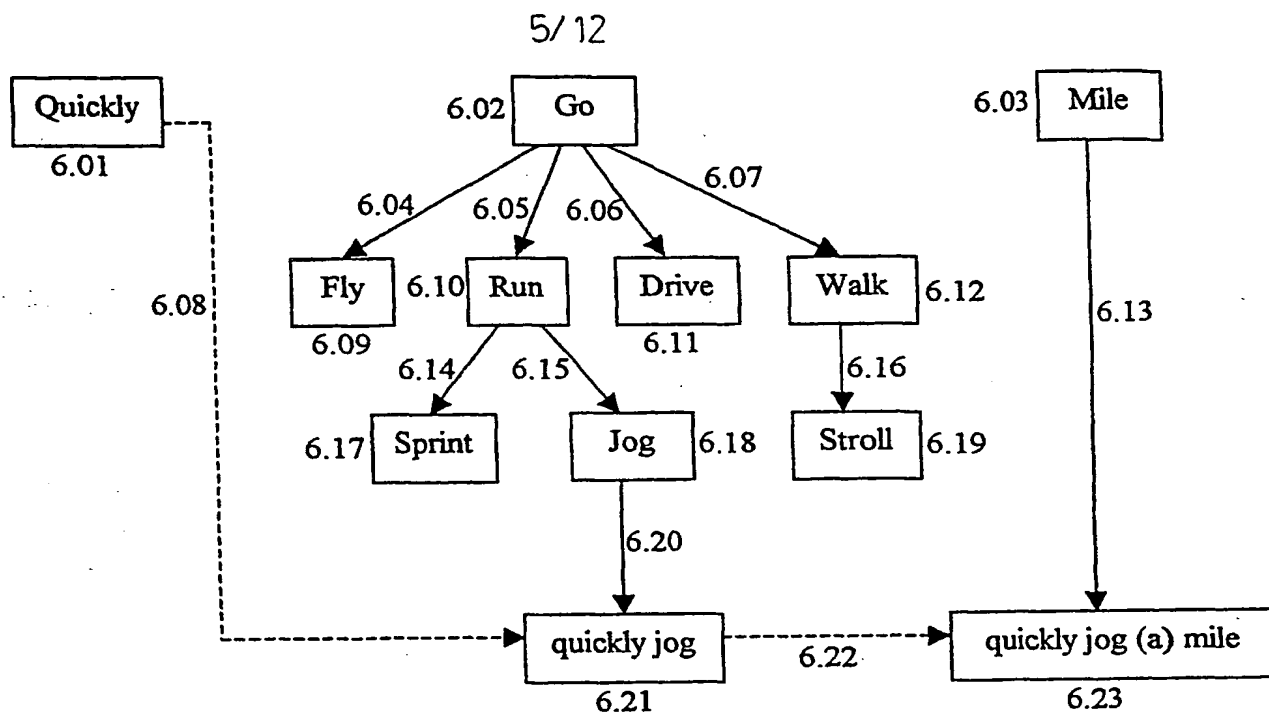 5/12
Quickly
6.01
6.02
Go
6.03
Mile
6.04
6.05
6.06
6.07
6.08
Fly
6.09
6.10
Run
Drive
6.11
Walk
6.12
6.13
6.14
6.15
6.16
6.17
Sprint
Jog
6.18
Stroll
6.19
6.20
quickly jog
6.21
6.22
quickly jog (a) mile
6.23